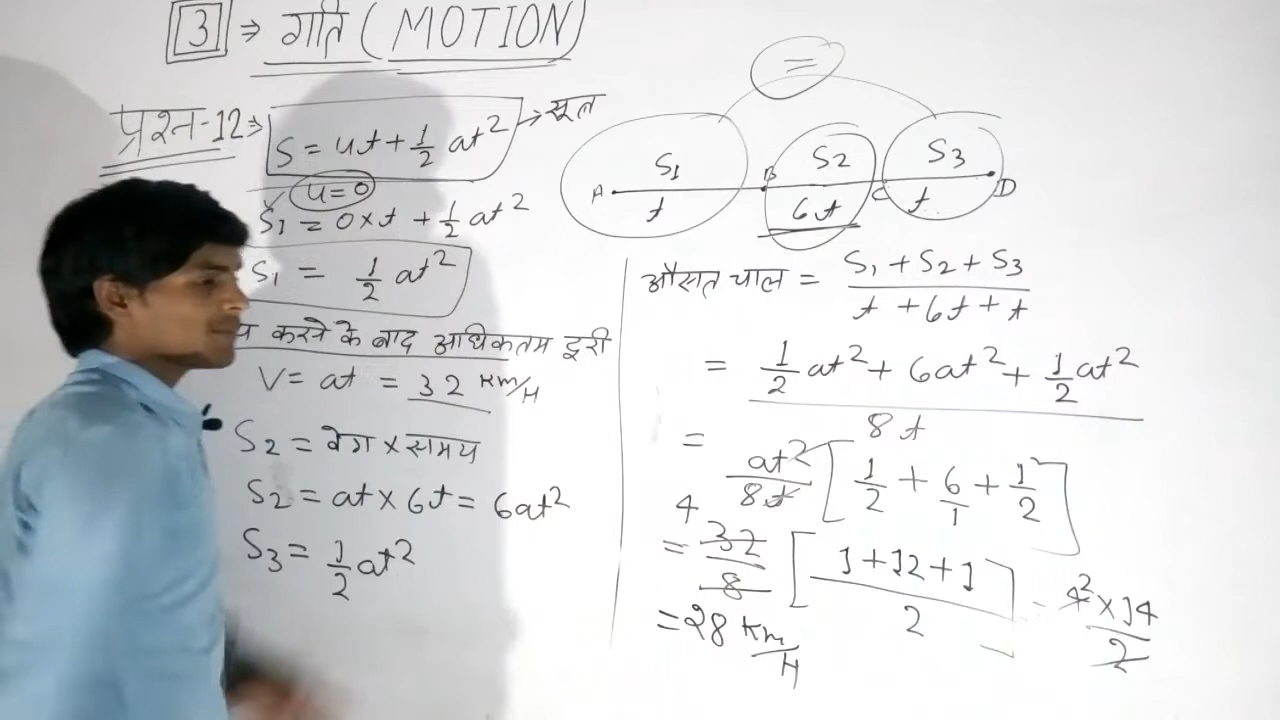 3 ⇒ गति (MOTION)
प्रश्न-12⇒ S = ut + 1/2 at² → सूत्र
u=0
S₁ = 0×t + 1/2 at²
S₁ = 1/2 at²
करने के बाद अधिकतम दूरी
V= at = 32 Km/H
S2 = वेग × समय
S2 = at × 6t = 6at²
S3 = 1/2 at²
=
S₁ S2 S3
A B C D
t 6t t
औसत चाल = S₁ + S2 + S3 / t + 6t + t
= 1/2 at² + 6at² + 1/2 at² / 8t
= at²/8t [1/2 + 6/1 + 1/2]
4
= 32/8 [1+12+1 / 2] = 4² × 14 / 2
= 28 Km/H